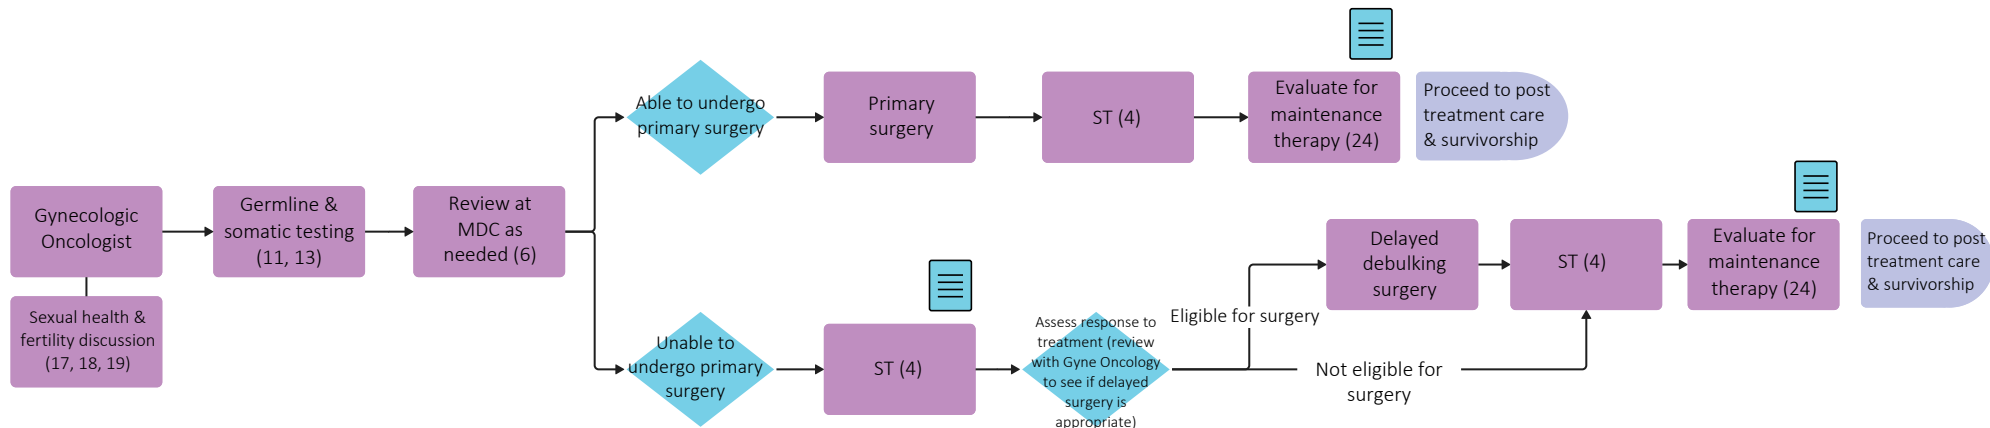 Gynecologic
Oncologist
Sexual health &
fertility discussion
(17, 18, 19)
Germline &
somatic testing
(11, 13)
Review at
MDC as
needed (6)
Able to undergo
primary surgery
Primary
surgery
ST (4)
Evaluate for
maintenance
therapy (24)
Proceed to post
treatment care
& survivorship
Unable to
undergo primary
surgery
ST (4)
Assess response to
treatment (review
with Gyne Oncology
to see if delayed
surgery is
appropriate)
Eligible for surgery
Not eligible for
surgery
Delayed
debulking
surgery
ST (4)
Evaluate for
maintenance
therapy (24)
Proceed to post
treatment care
& survivorship